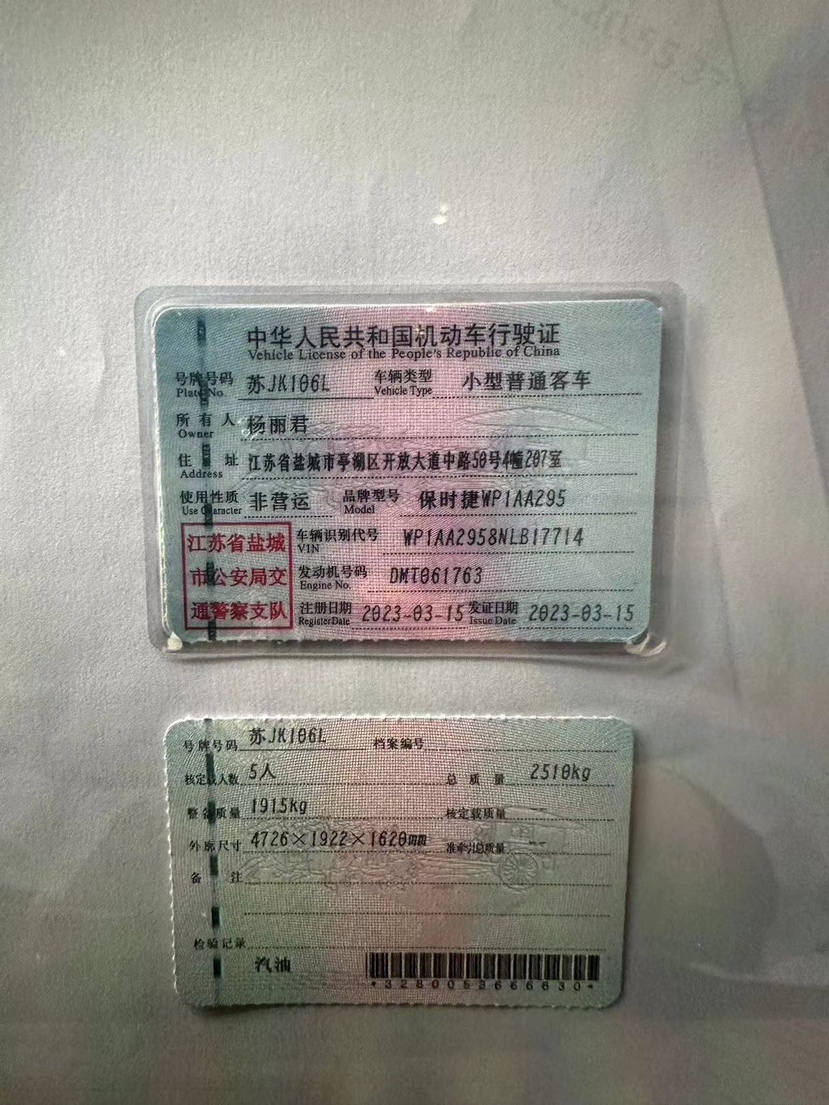 中华人民共和国机动车行驶证
Vehicle License of the People's Republic of China
号牌号码 苏JK106L 车辆类型 小型普通客车
Plate No. Vehicle Type
所有人 杨丽君
Owner
住址 江苏省盐城市亭湖区开放大道中路50号4幢207室
Address
使用性质 非营运 品牌型号 保时捷WP1AA295
Use Character Model
江苏省盐城
市公安局交
通警察支队
车辆识别代号 WP1AA2958NLB17714
VIN
发动机号码 DMT061763
Engine No.
注册日期 2023-03-15 发证日期 2023-03-15
Register Date Issue Date
号牌号码 苏JK106L 档案编号
核定载人数 5人 总质量 2510kg
整备质量 1915kg 核定载质量
外廓尺寸 4726×1922×1620mm 准牵引总质量
备注
检验记录
汽油
*3280053666630*